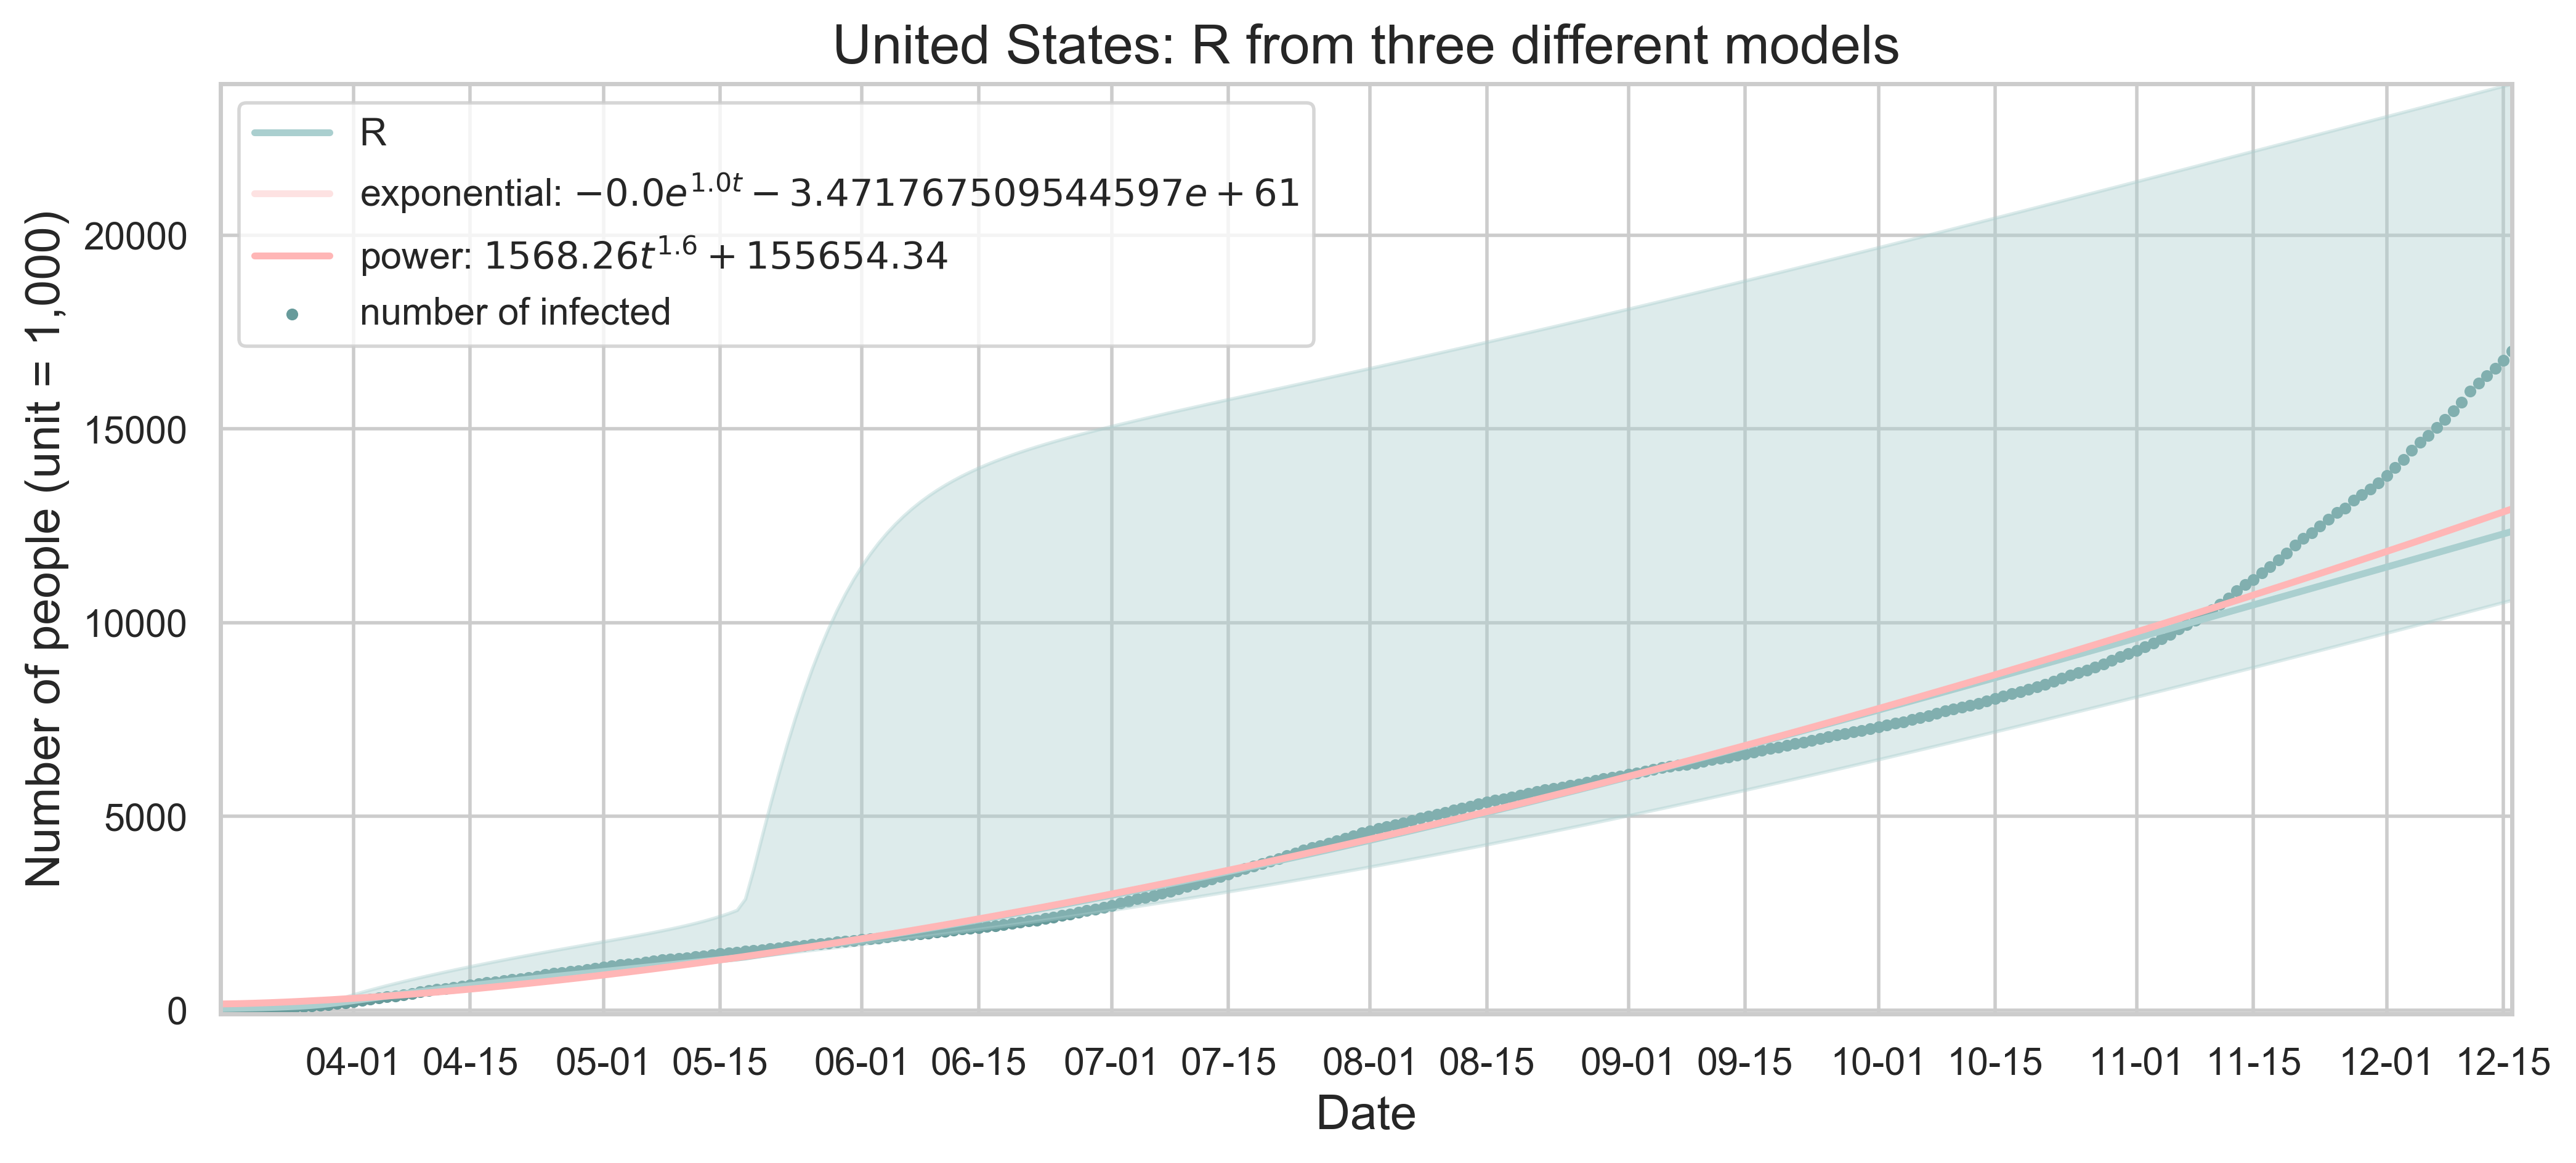 United States: R from three different models
R
exponential: −0.0e^{1.0t} − 3.471767509544597e + 61
power: 1568.26t^{1.6} + 155654.34
number of infected
Number of people (unit = 1,000)
20000
15000
10000
5000
0
04-01 04-15 05-01 05-15 06-01 06-15 07-01 07-15 08-01 08-15 09-01 09-15 10-01 10-15 11-01 11-15 12-01 12-15
Date